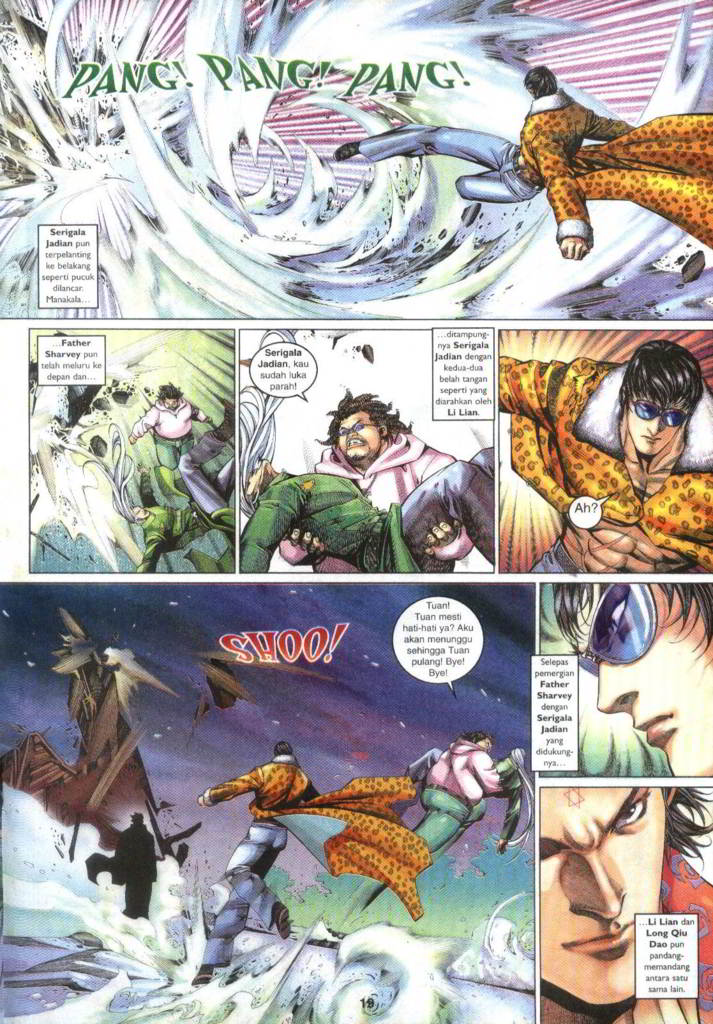 PANG! PANG! PANG!
Serigala
Jadian pun
terpelanting
ke belakang
seperti pucuk
dilancar.
Manakala...
...Father
Sharvey pun
telah meluru ke
depan dan...
Serigala
Jadian, kau
sudah luka
parah!
...ditampung-
nya Serigala
Jadian dengan
kedua-dua
belah tangan
seperti yang
diarahkan oleh
Li Lian.
Ah?
SHOO!
Tuan!
Tuan mesti
hati-hati ya? Aku
akan menunggu
sehingga Tuan
pulang! Bye!
Bye!
Selepas
pemergian
Father
Sharvey
dengan
Serigala
Jadian
yang
didukung-
nya...
...Li Lian dan
Long Qiu
Dao pun
pandang-
memandang
antara satu
sama lain.